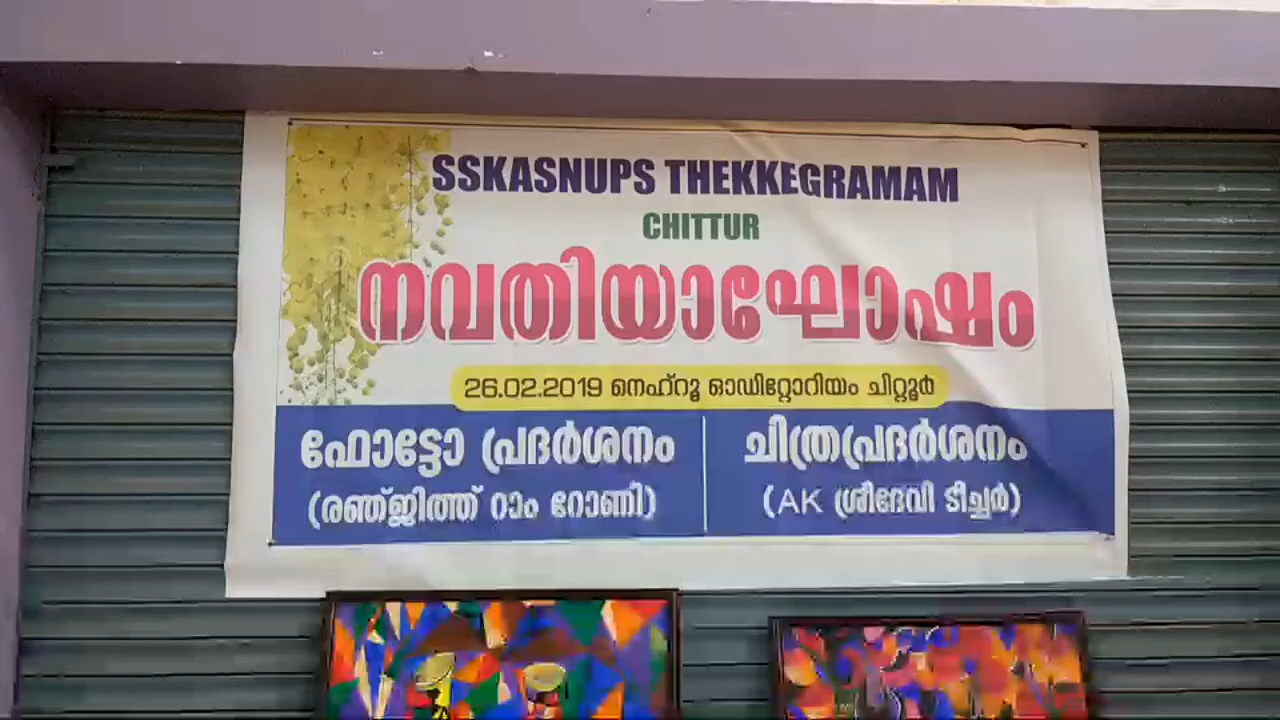 SSKASNUPS THEKKEGRAMAM
CHITTUR
നവതിയാഘോഷം
26.02.2019 നെഹ്റൂ ഓഡിറ്റോറിയം ചിറ്റൂർ
ഫോട്ടോ പ്രദർശനം
(രഞ്ജിത്ത് റാം റോണി)
ചിത്രപ്രദർശനം
(AK ശ്രീദേവി ടീച്ചർ)